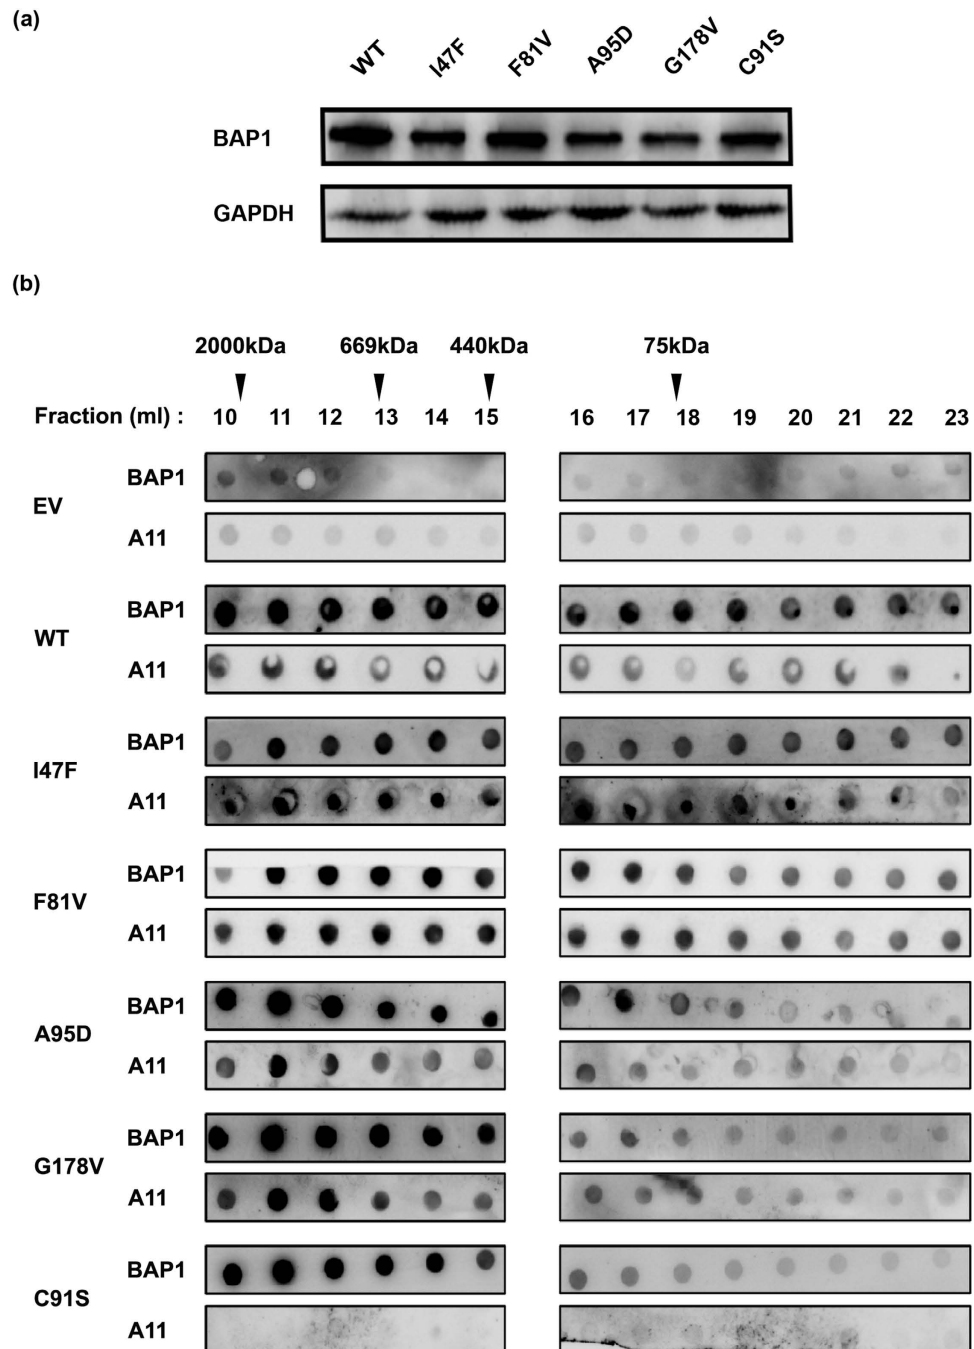 (a)
WT I47F F81V A95D G178V C91S
BAP1
GAPDH
(b)
2000kDa 669kDa 440kDa 75kDa
Fraction (ml) : 10 11 12 13 14 15 16 17 18 19 20 21 22 23
EV
BAP1
A11
WT
BAP1
A11
I47F
BAP1
A11
F81V
BAP1
A11
A95D
BAP1
A11
G178V
BAP1
A11
C91S
BAP1
A11